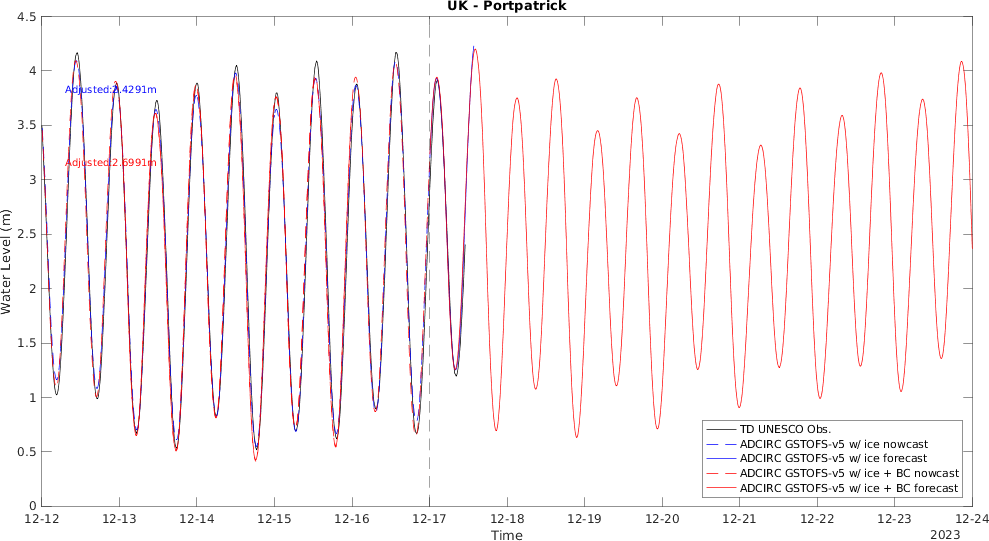 UK - Portpatrick
4.5
4
3.5
3
2.5
2
1.5
1
0.5
0
Water Level (m)
Adjusted:2.4291m
Adjusted:2.6991m
TD UNESCO Obs.
ADCIRC GSTOFS-v5 w/ ice nowcast
ADCIRC GSTOFS-v5 w/ ice forecast
ADCIRC GSTOFS-v5 w/ ice + BC nowcast
ADCIRC GSTOFS-v5 w/ ice + BC forecast
12-12 12-13 12-14 12-15 12-16 12-17 12-18 12-19 12-20 12-21 12-22 12-23 12-24
Time
2023